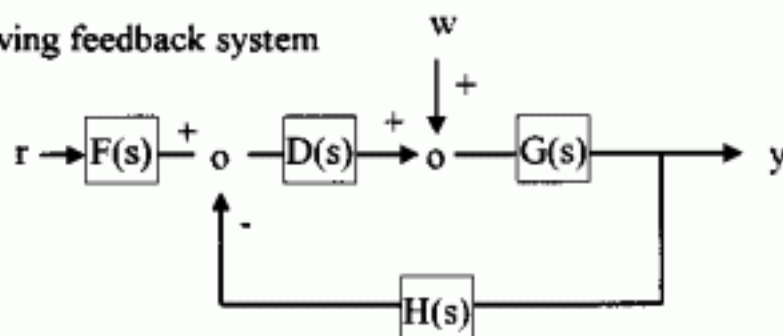 ving feedback system
w
+
r F(s) + o D(s) + o G(s) y
-
H(s)